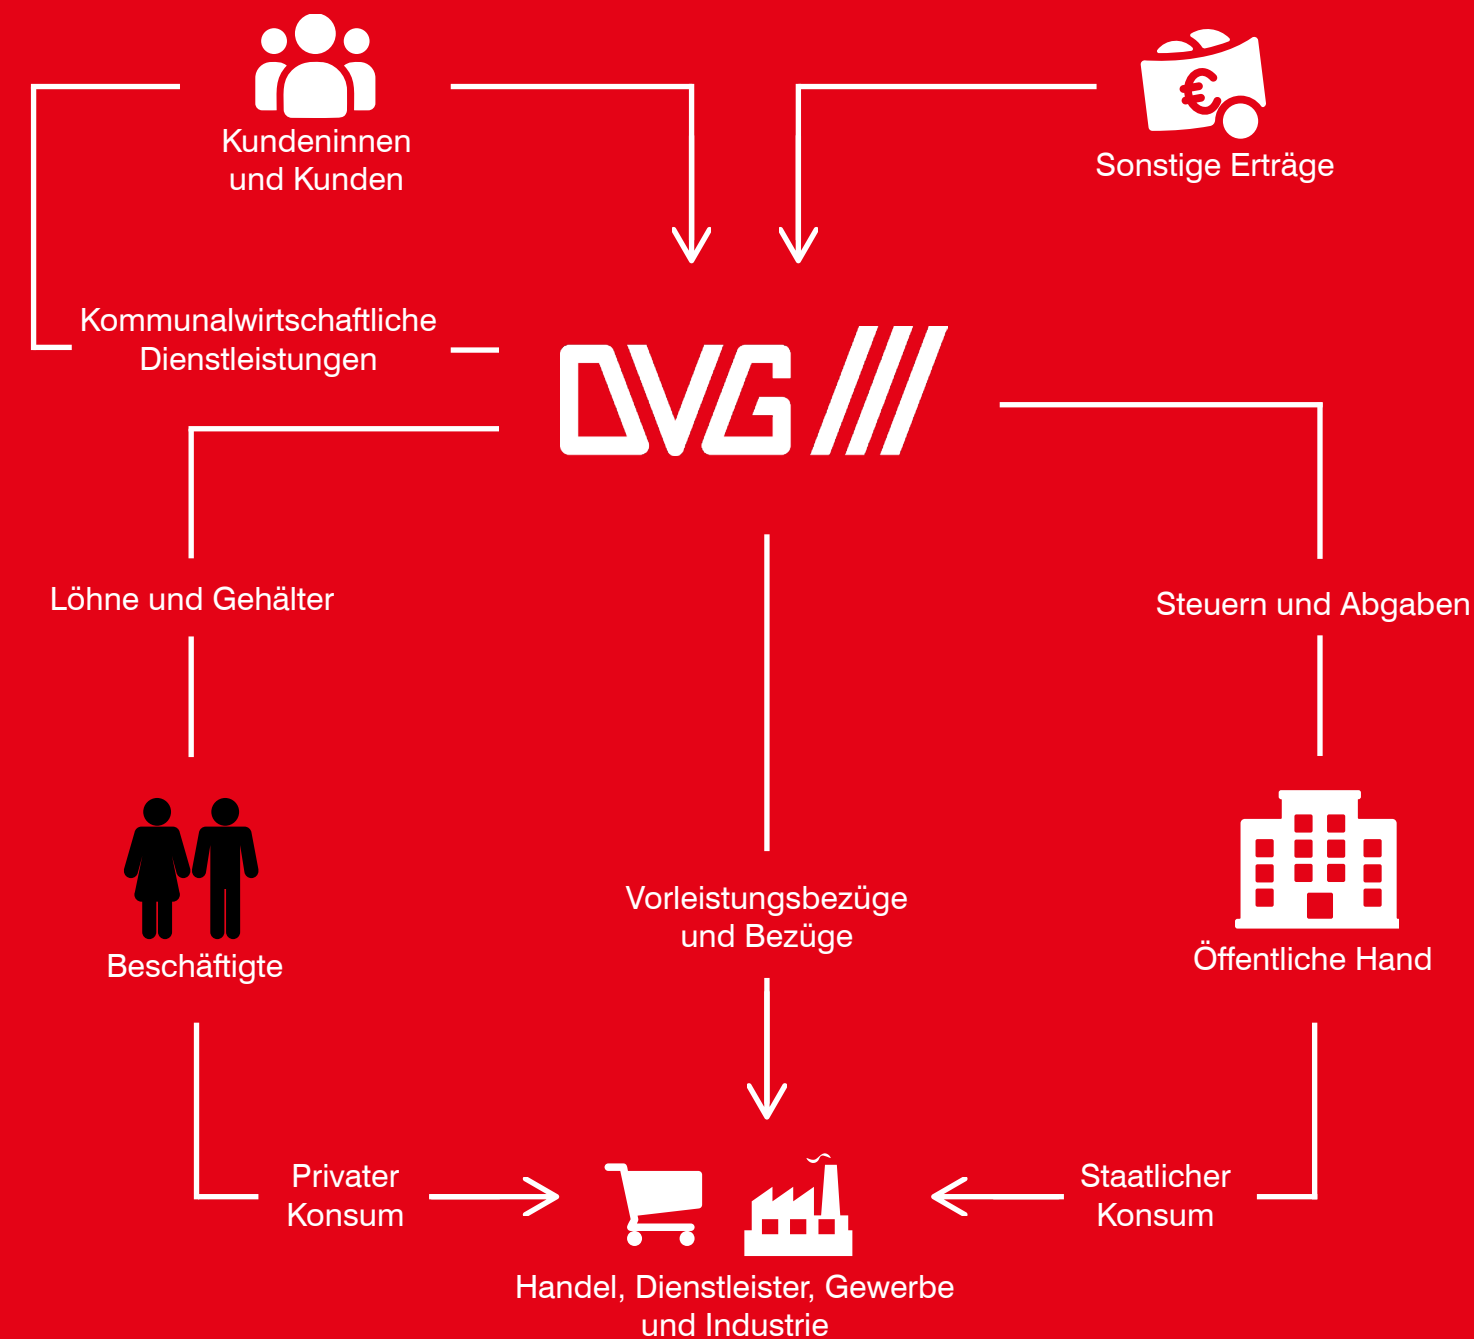 Kundeninnen
und Kunden
Sonstige Erträge
€
Kommunalwirtschaftliche
Dienstleistungen
DVG
Löhne und Gehälter
Steuern und Abgaben
Vorleistungsbezüge
und Bezüge
Beschäftigte
Öffentliche Hand
Privater
Konsum
Staatlicher
Konsum
Handel, Dienstleister, Gewerbe
und Industrie